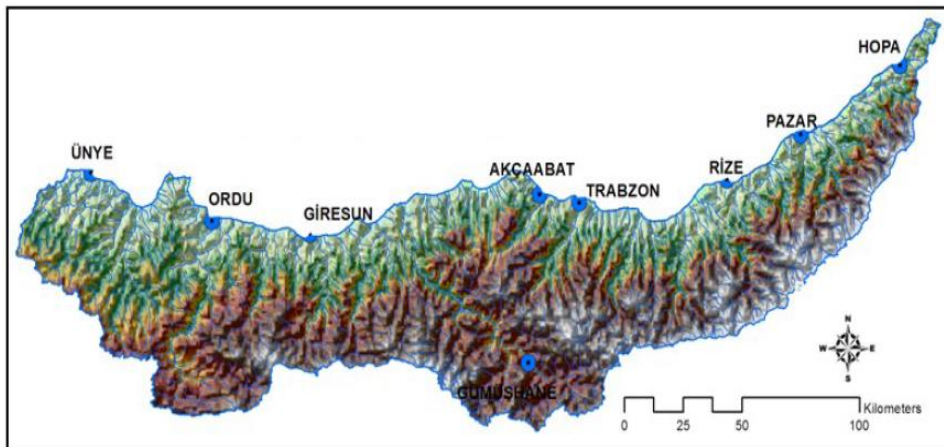 HOPA
PAZAR
ÜNYE
AKÇAABAT
RİZE
TRABZON
ORDU
GİRESUN
N
W E
S
GÜMÜŞHANE
Kilometers
0 25 50 100